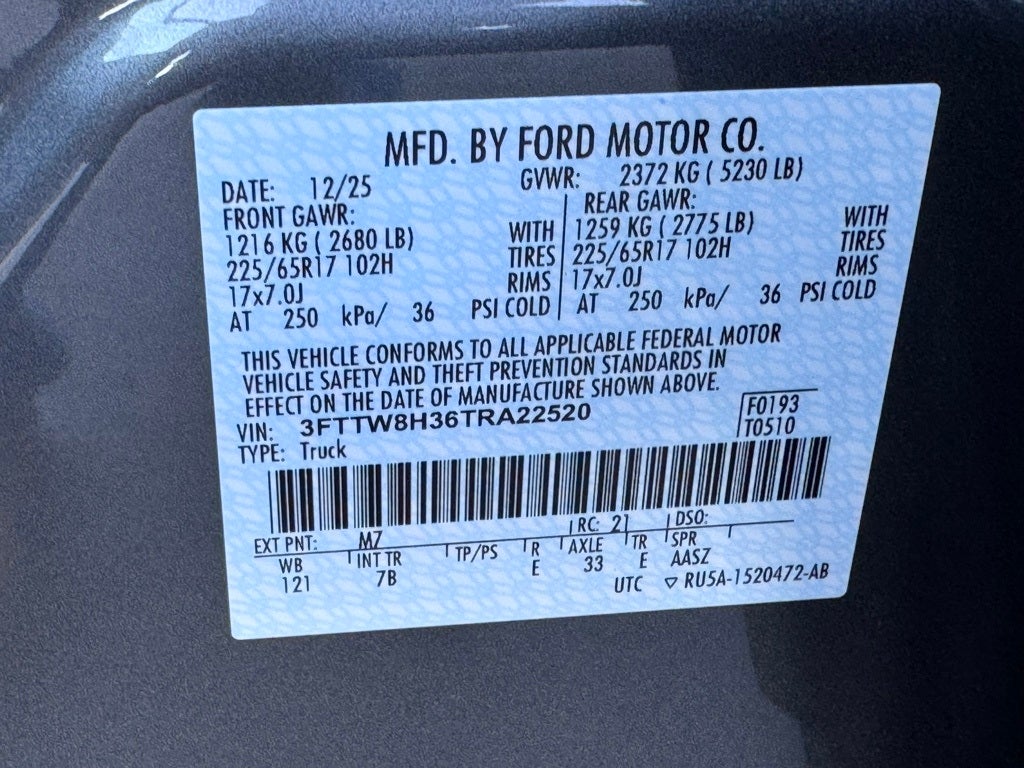 MFD. BY FORD MOTOR CO.
DATE: 12/25 GVWR: 2372 KG ( 5230 LB)
FRONT GAWR: REAR GAWR:
1216 KG ( 2680 LB) WITH 1259 KG ( 2775 LB) WITH
225/65R17 102H TIRES 225/65R17 102H TIRES
17x7.0J RIMS 17x7.0J RIMS
AT 250 kPa/ 36 PSI COLD AT 250 kPa/ 36 PSI COLD
THIS VEHICLE CONFORMS TO ALL APPLICABLE FEDERAL MOTOR
VEHICLE SAFETY AND THEFT PREVENTION STANDARDS IN
EFFECT ON THE DATE OF MANUFACTURE SHOWN ABOVE.
VIN: 3FTTW8H36TRA22520 F0193
TYPE: Truck T0510
EXT PNT: M7 RC: 21 DSO:
WB INT TR TP/PS R AXLE TR SPR
121 7B E 33 E AASZ
UTC ▽ RU5A-1520472-AB